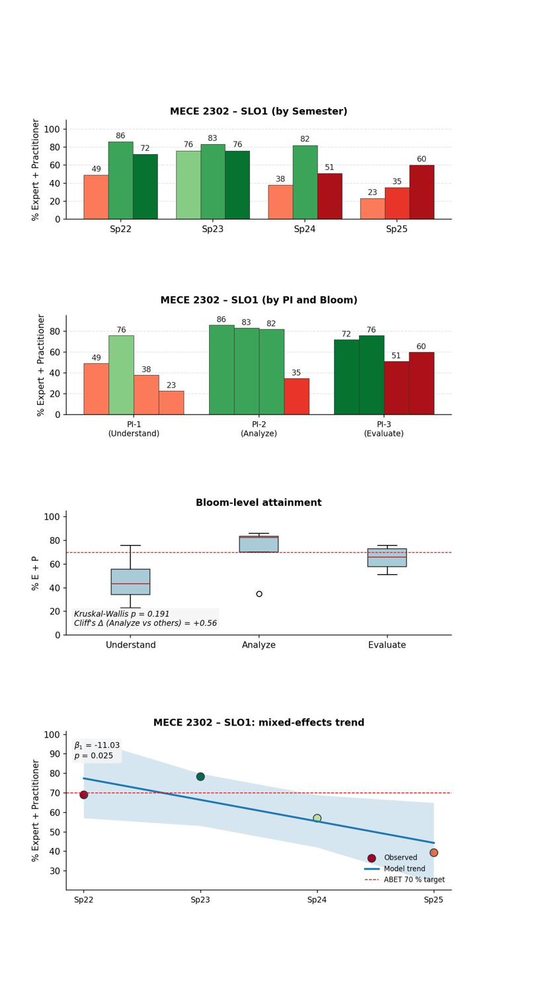 MECE 2302 – SLO1 (by Semester)
% Expert + Practitioner
100
80
60
40
20
0
49
86
72
76
83
76
38
82
51
23
35
60
Sp22
Sp23
Sp24
Sp25
MECE 2302 – SLO1 (by PI and Bloom)
% Expert + Practitioner
80
60
40
20
0
49
76
38
23
86
83
82
35
72
76
51
60
PI-1
(Understand)
PI-2
(Analyze)
PI-3
(Evaluate)
Bloom-level attainment
% E + P
100
80
60
40
20
0
Kruskal-Wallis p = 0.191
Cliff's Δ (Analyze vs others) = +0.56
Understand
Analyze
Evaluate
MECE 2302 – SLO1: mixed-effects trend
% Expert + Practitioner
100
90
80
70
60
50
40
30
β₁ = -11.03
p = 0.025
Observed
Model trend
ABET 70 % target
Sp22
Sp23
Sp24
Sp25